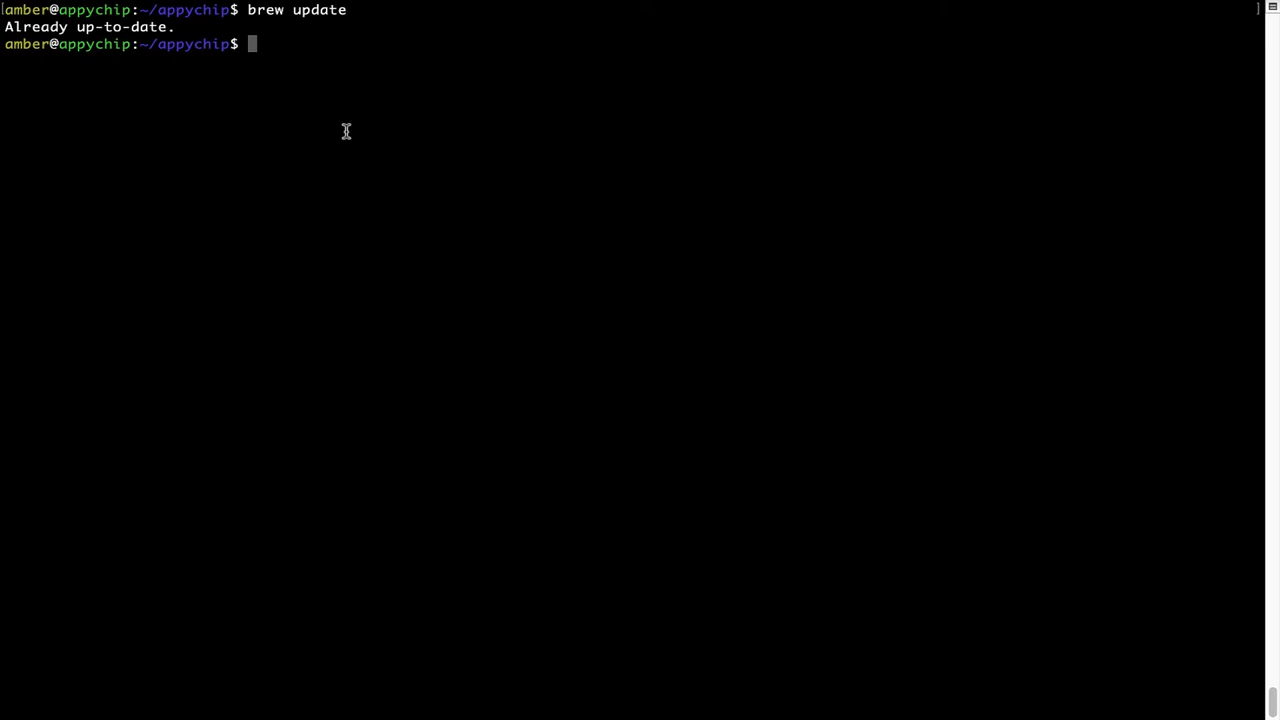 [amber@appychip:~/appychip$ brew update ]
Already up-to-date.
amber@appychip:~/appychip$